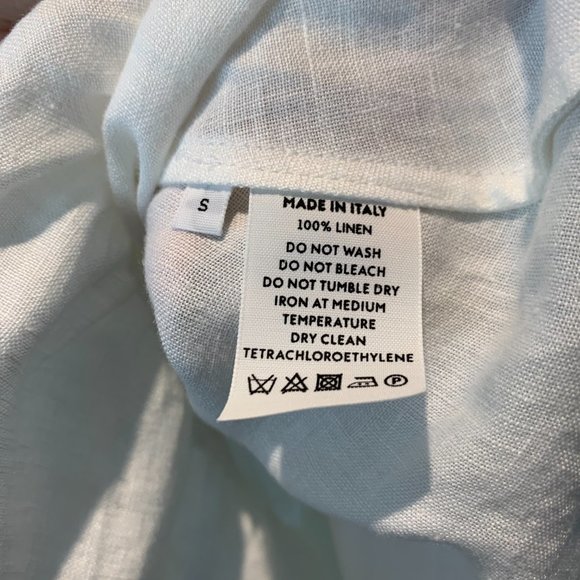 S
MADE IN ITALY
100% LINEN
DO NOT WASH
DO NOT BLEACH
DO NOT TUMBLE DRY
IRON AT MEDIUM
TEMPERATURE
DRY CLEAN
TETRACHLOROETHYLENE
P